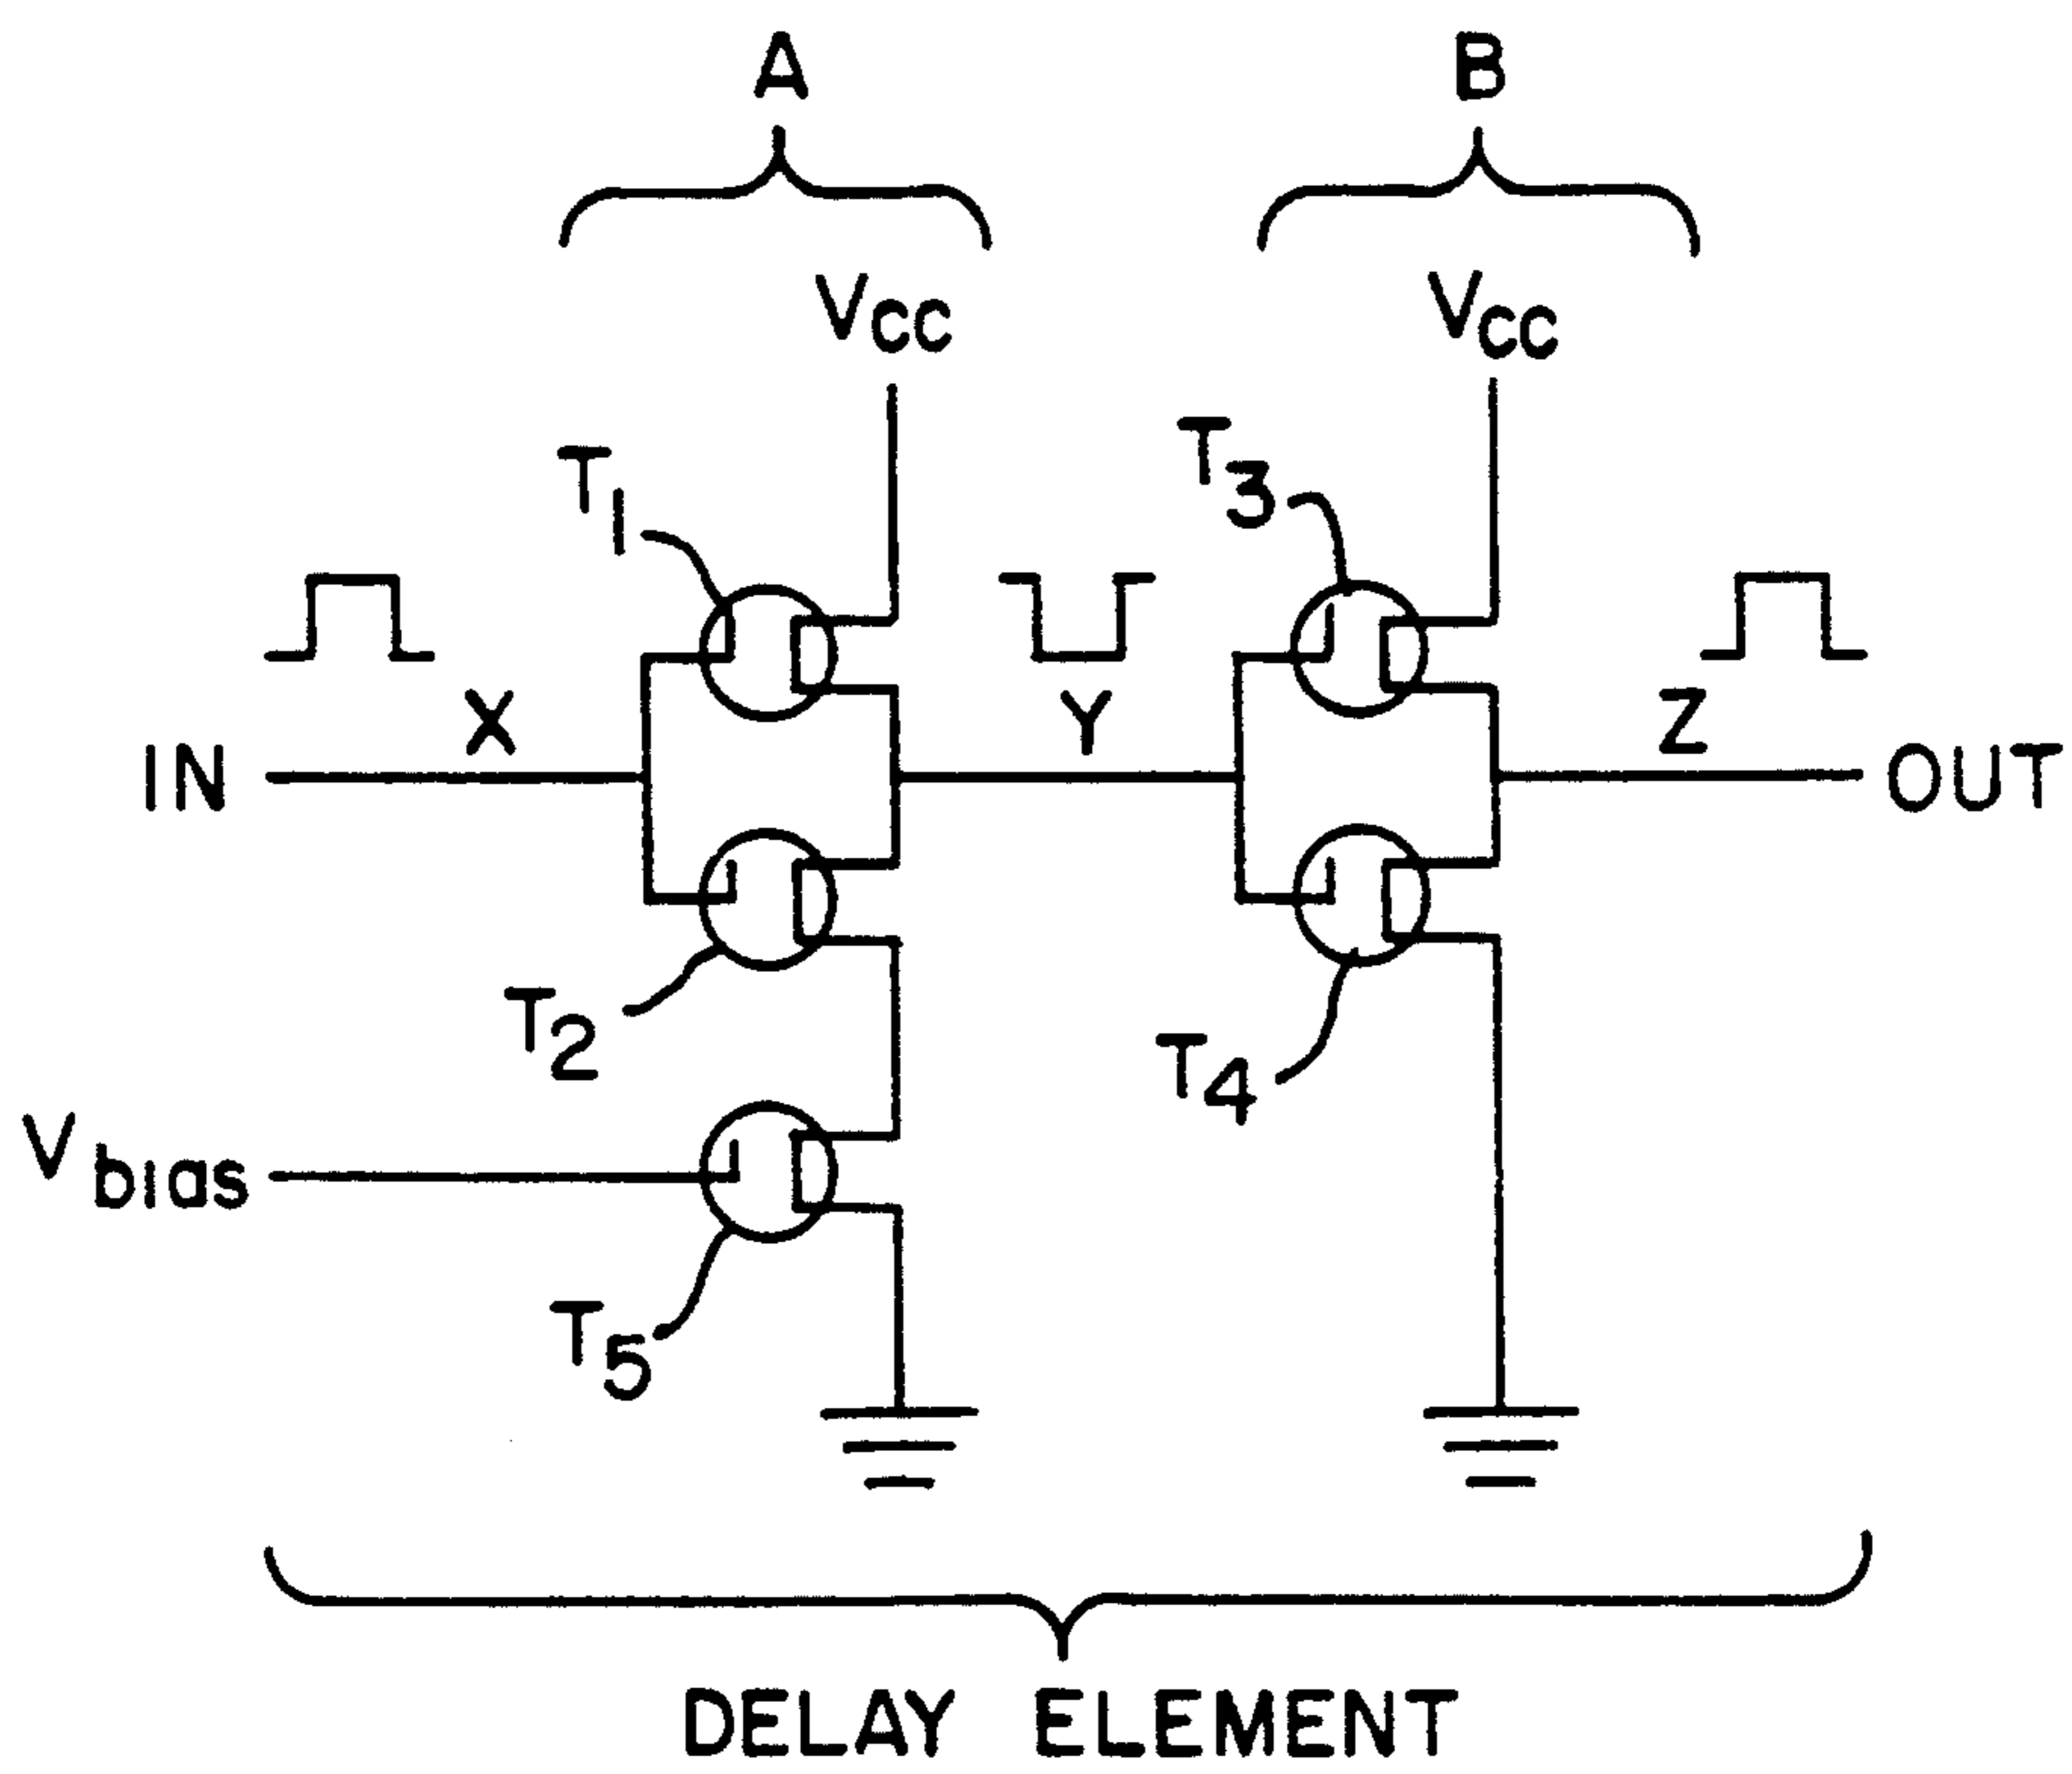 A
B
VCC
VCC
T1
T3
X
Y
Z
IN
OUT
T2
T4
Vbias
T5
DELAY ELEMENT